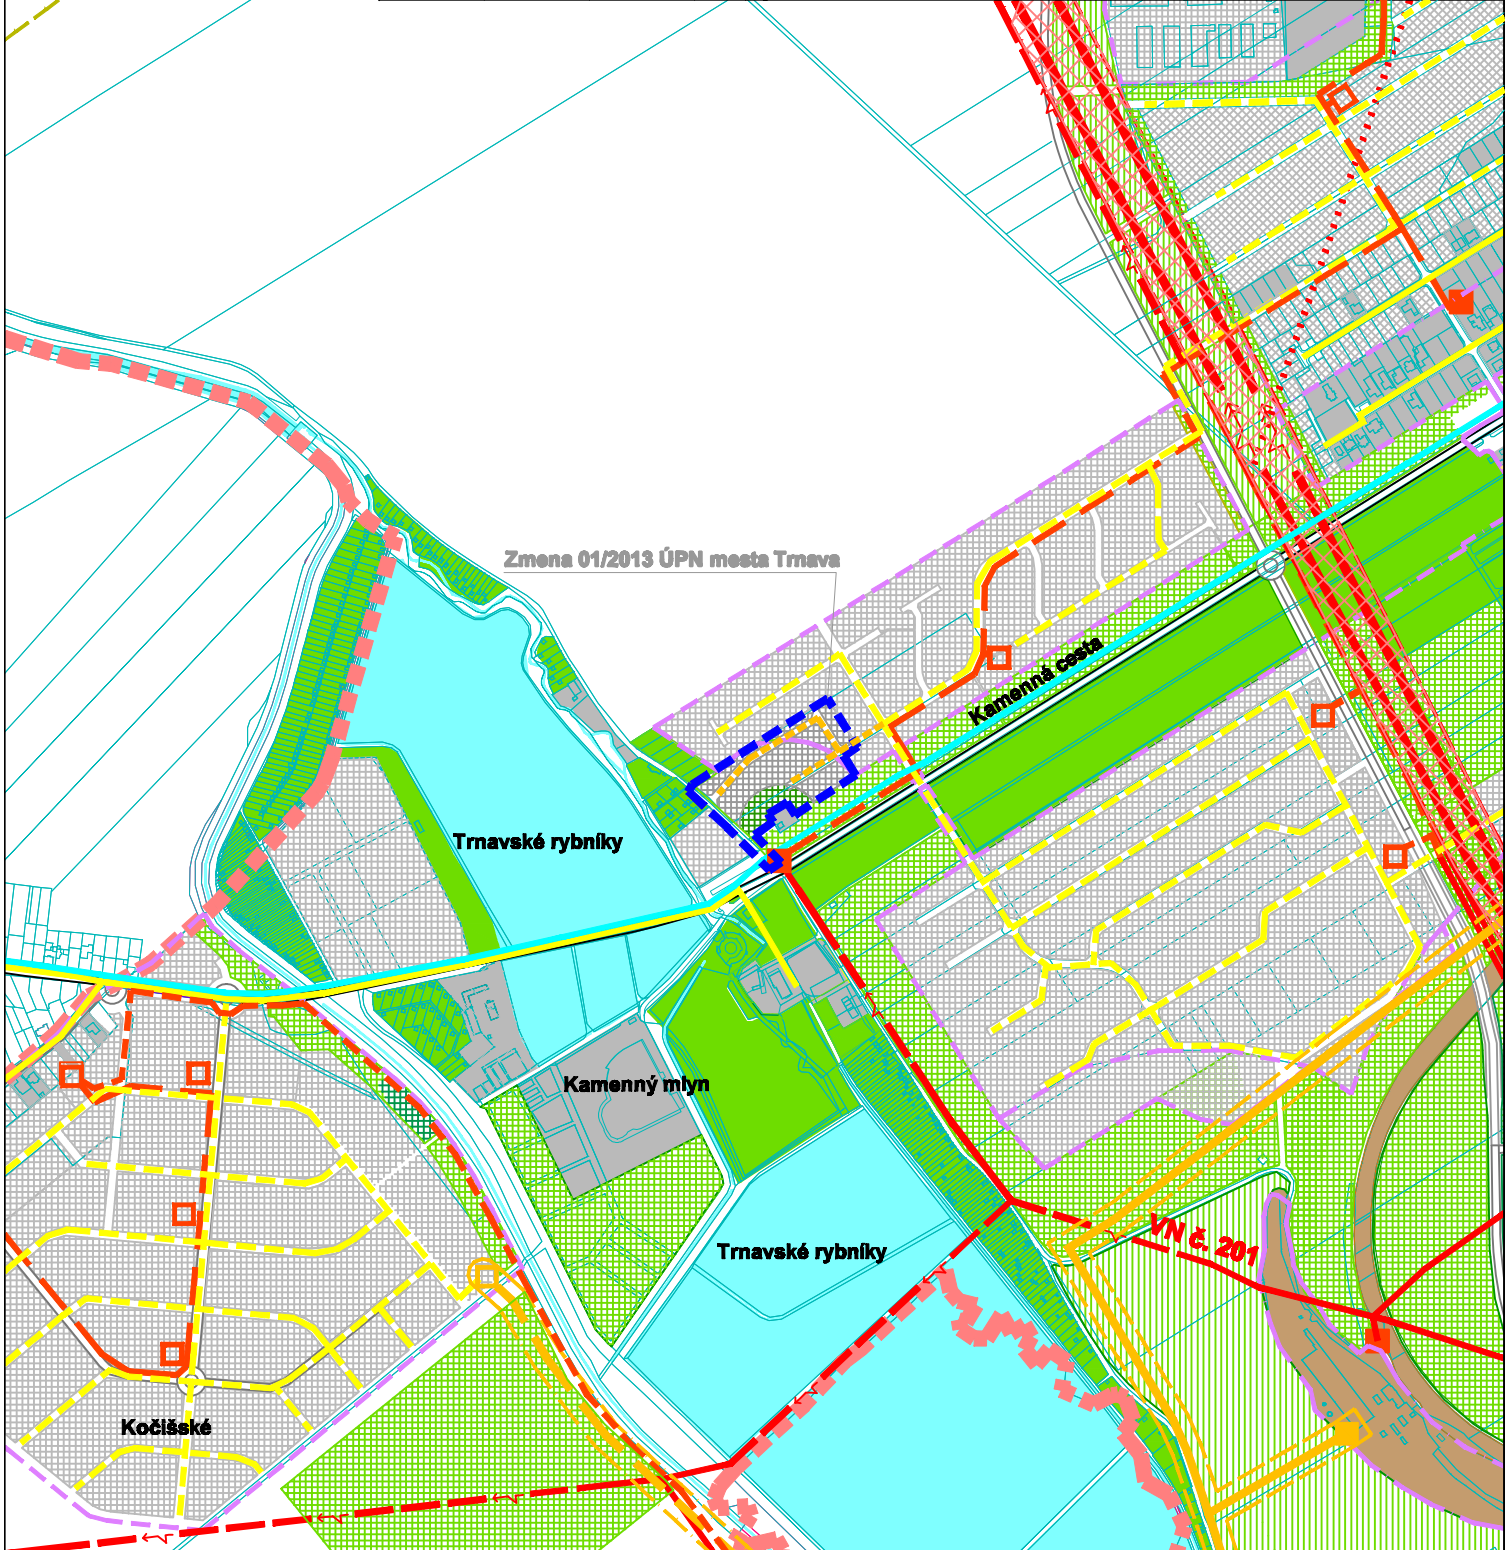 Zmena 01/2013 ÚPN mesta Trnava
Kamenná cesta
Trnavské rybníky
Kamenný mlyn
Trnavské rybníky
VN č. 201
Kočišské